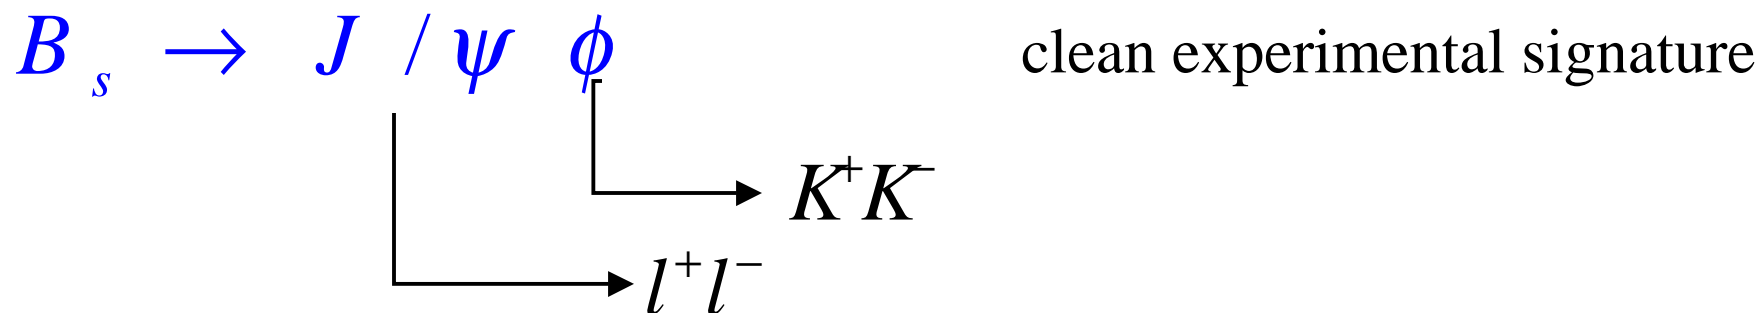 B_s → J/ψ ϕ clean experimental signature
K⁺K⁻
l⁺l⁻